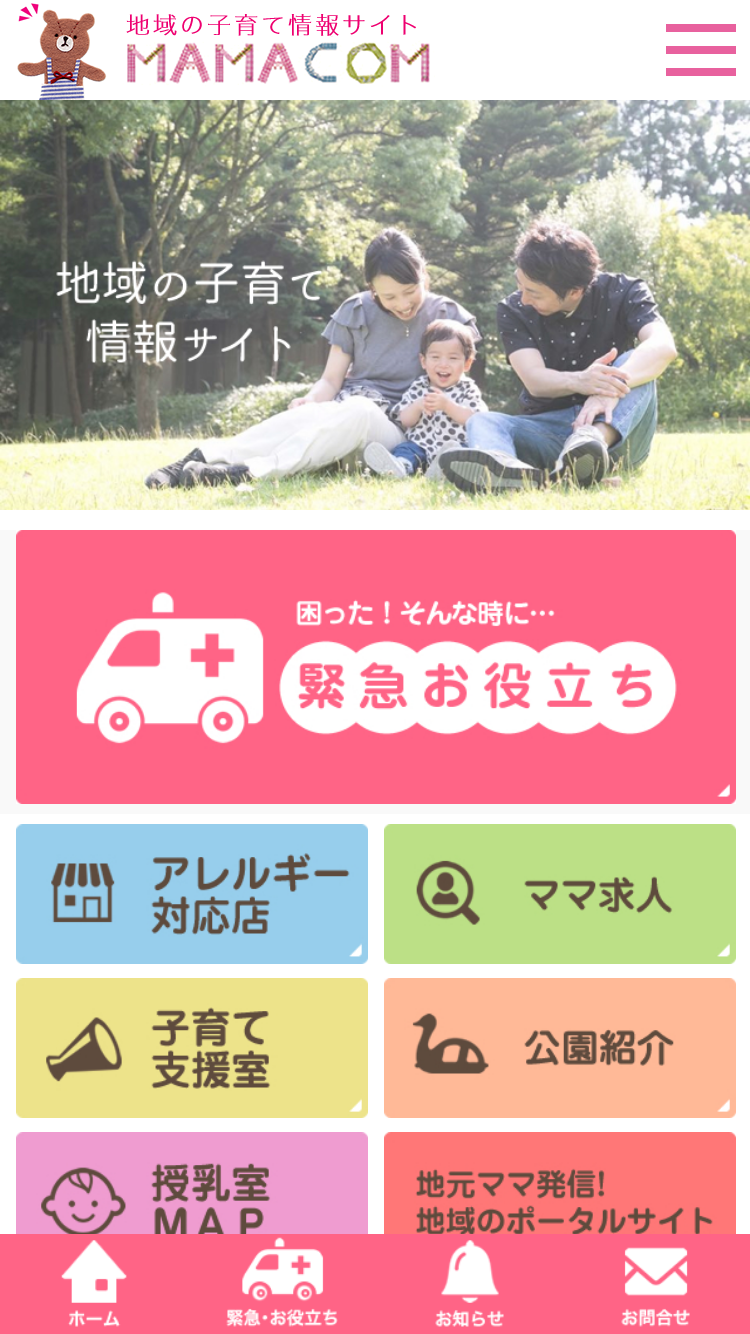 地域の子育て情報サイト
MAMACOM
地域の子育て
情報サイト
困った！そんな時に…
緊急お役立ち
アレルギー
対応店
ママ求人
子育て
支援室
公園紹介
授乳室
MAP
地元ママ発信!
地域のポータルサイト
ホーム
緊急・お役立ち
お知らせ
お問合せ